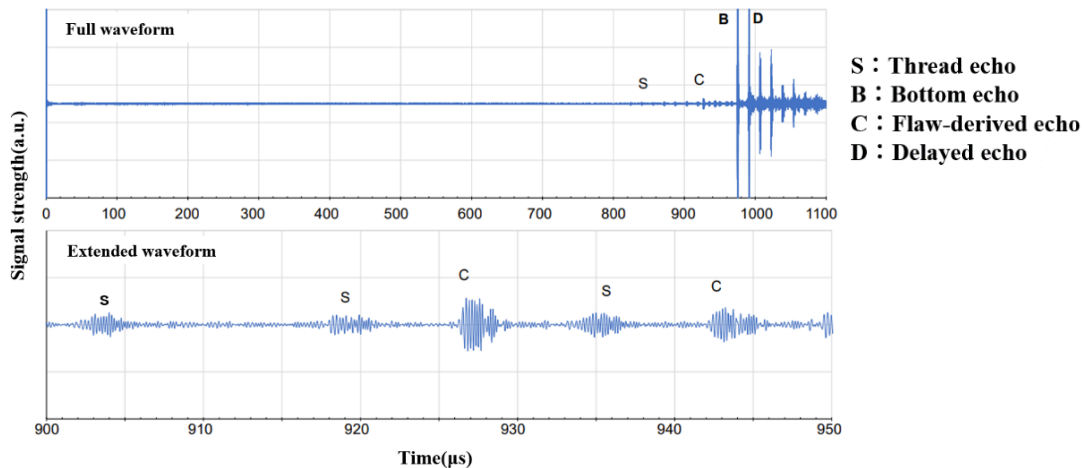 Full waveform
B
D
S
C
0 100 200 300 400 500 600 700 800 900 1000 1100
S：Thread echo
B：Bottom echo
C：Flaw-derived echo
D：Delayed echo
Signal strength(a.u.)
Extended waveform
S
S
C
S
C
900 910 920 930 940 950
Time(μs)